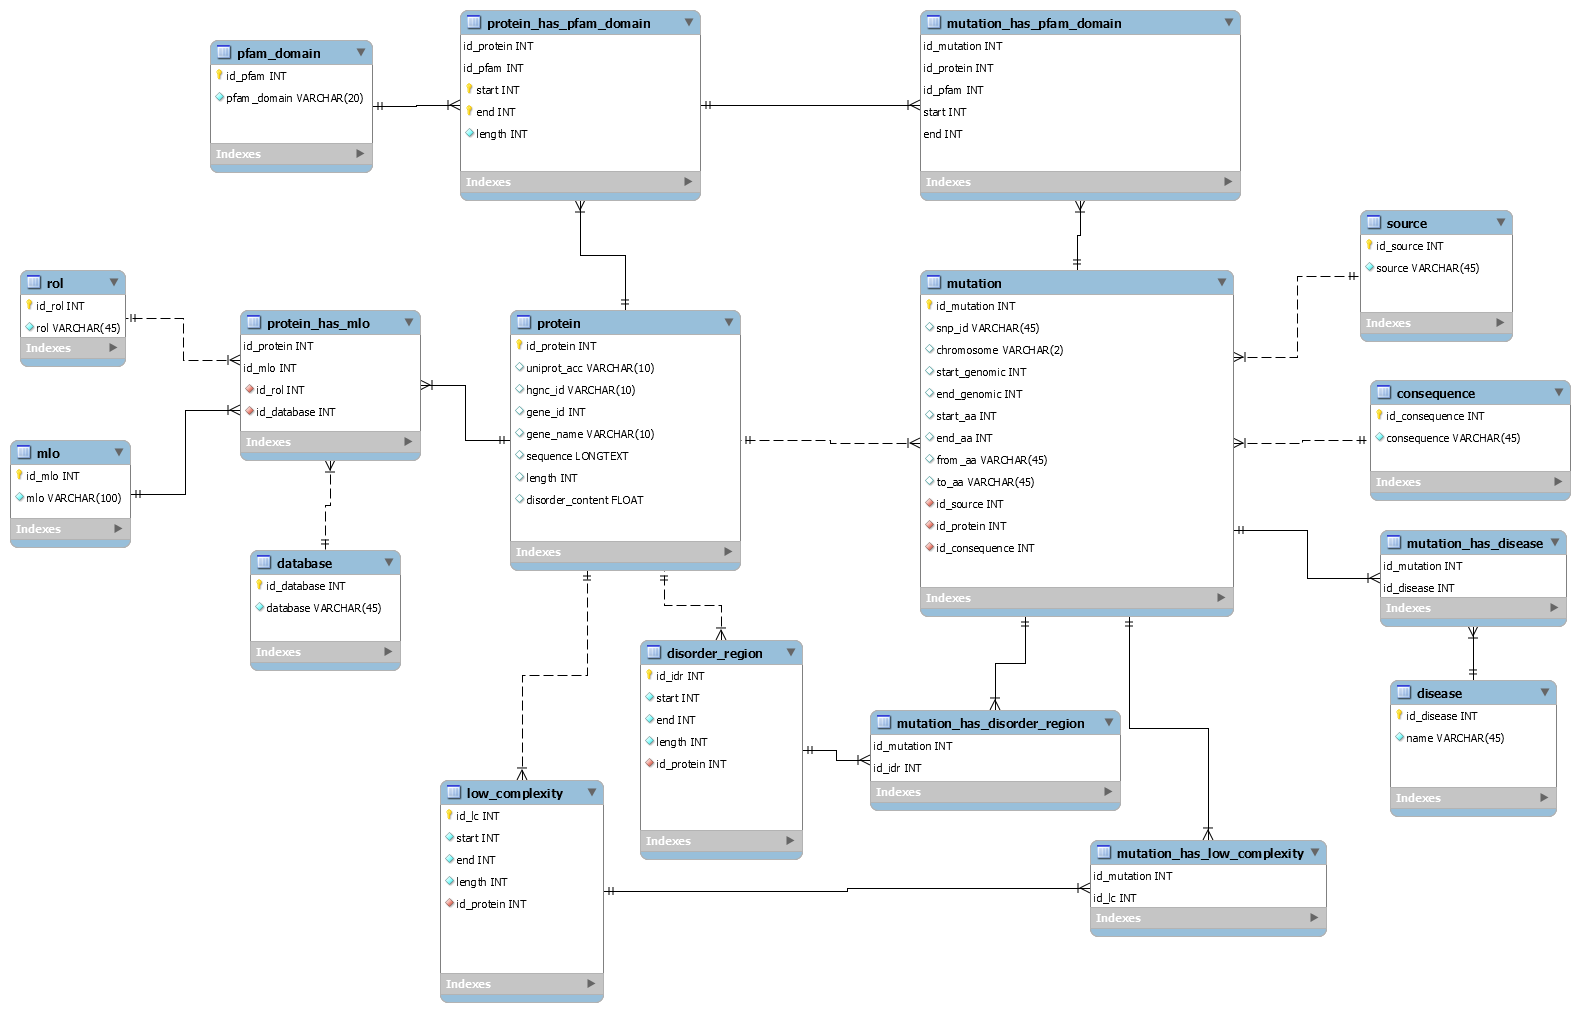 protein_has_pfam_domain
id_protein INT
id_pfam INT
start INT
end INT
length INT
Indexes
mutation_has_pfam_domain
id_mutation INT
id_protein INT
id_pfam INT
start INT
end INT
Indexes
pfam_domain
id_pfam INT
pfam_domain VARCHAR(20)
Indexes
source
id_source INT
source VARCHAR(45)
Indexes
rol
id_rol INT
rol VARCHAR(45)
Indexes
protein_has_mlo
id_protein INT
id_mlo INT
id_rol INT
id_database INT
Indexes
protein
id_protein INT
uniprot_acc VARCHAR(10)
hgnc_id VARCHAR(10)
gene_id INT
gene_name VARCHAR(10)
sequence LONGTEXT
length INT
disorder_content FLOAT
Indexes
mutation
id_mutation INT
snp_id VARCHAR(45)
chromosome VARCHAR(2)
start_genomic INT
end_genomic INT
start_aa INT
end_aa INT
from_aa VARCHAR(45)
to_aa VARCHAR(45)
id_source INT
id_protein INT
id_consequence INT
Indexes
consequence
id_consequence INT
consequence VARCHAR(45)
Indexes
mlo
id_mlo INT
mlo VARCHAR(100)
Indexes
database
id_database INT
database VARCHAR(45)
Indexes
mutation_has_disease
id_mutation INT
id_disease INT
Indexes
disorder_region
id_idr INT
start INT
end INT
length INT
id_protein INT
Indexes
disease
id_disease INT
name VARCHAR(45)
Indexes
mutation_has_disorder_region
id_mutation INT
id_idr INT
Indexes
low_complexity
id_lc INT
start INT
end INT
length INT
id_protein INT
Indexes
mutation_has_low_complexity
id_mutation INT
id_lc INT
Indexes